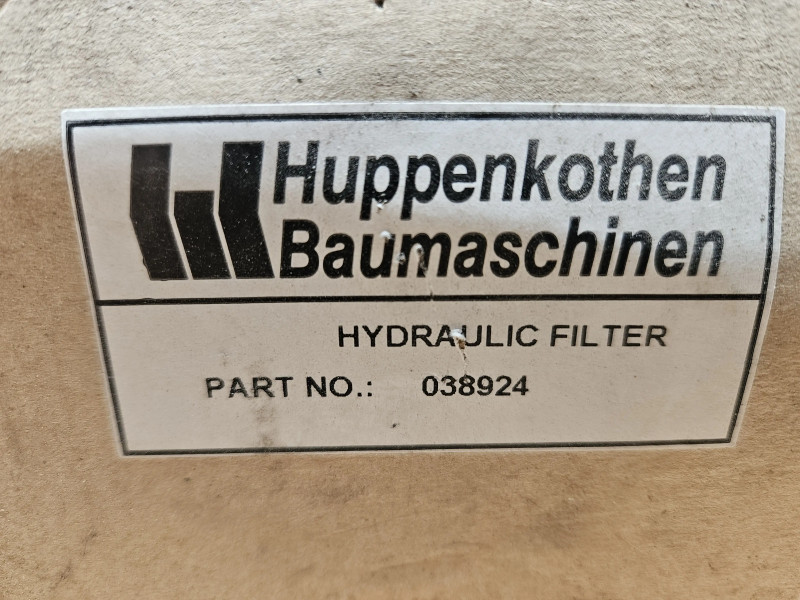 Huppenkothen
Baumaschinen
HYDRAULIC FILTER
PART NO.: 038924